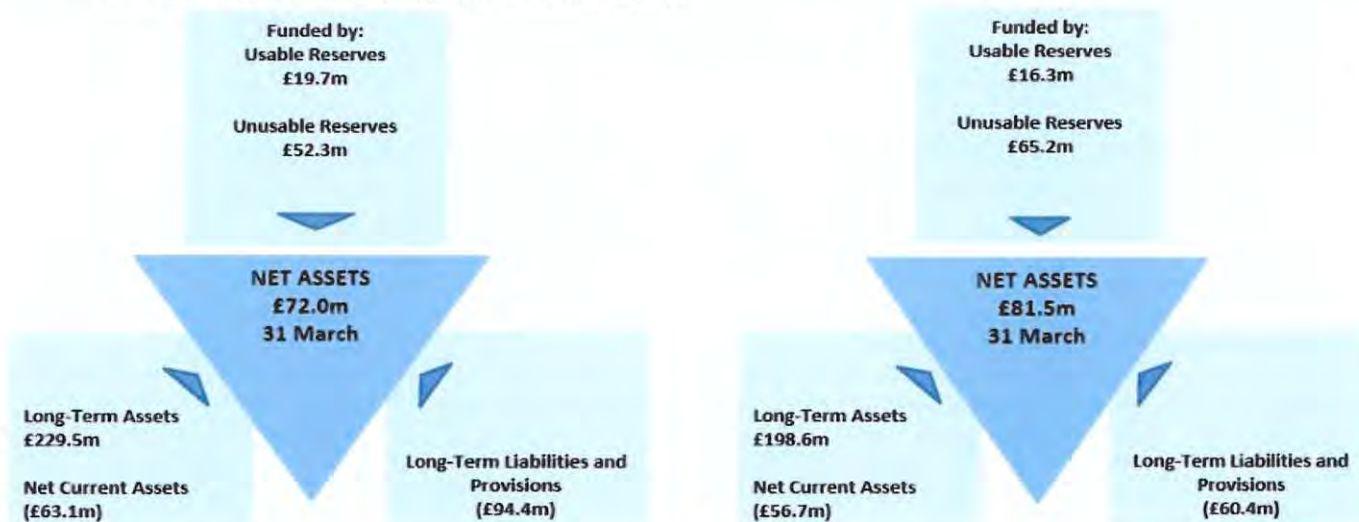 Funded by:
Usable Reserves
£19.7m
Unusable Reserves
£52.3m
NET ASSETS
£72.0m
31 March
Long-Term Assets
£229.5m
Net Current Assets
(£63.1m)
Long-Term Liabilities and
Provisions
(£94.4m)
Funded by:
Usable Reserves
£16.3m
Unusable Reserves
£65.2m
NET ASSETS
£81.5m
31 March
Long-Term Assets
£198.6m
Net Current Assets
(£56.7m)
Long-Term Liabilities and
Provisions
(£60.4m)